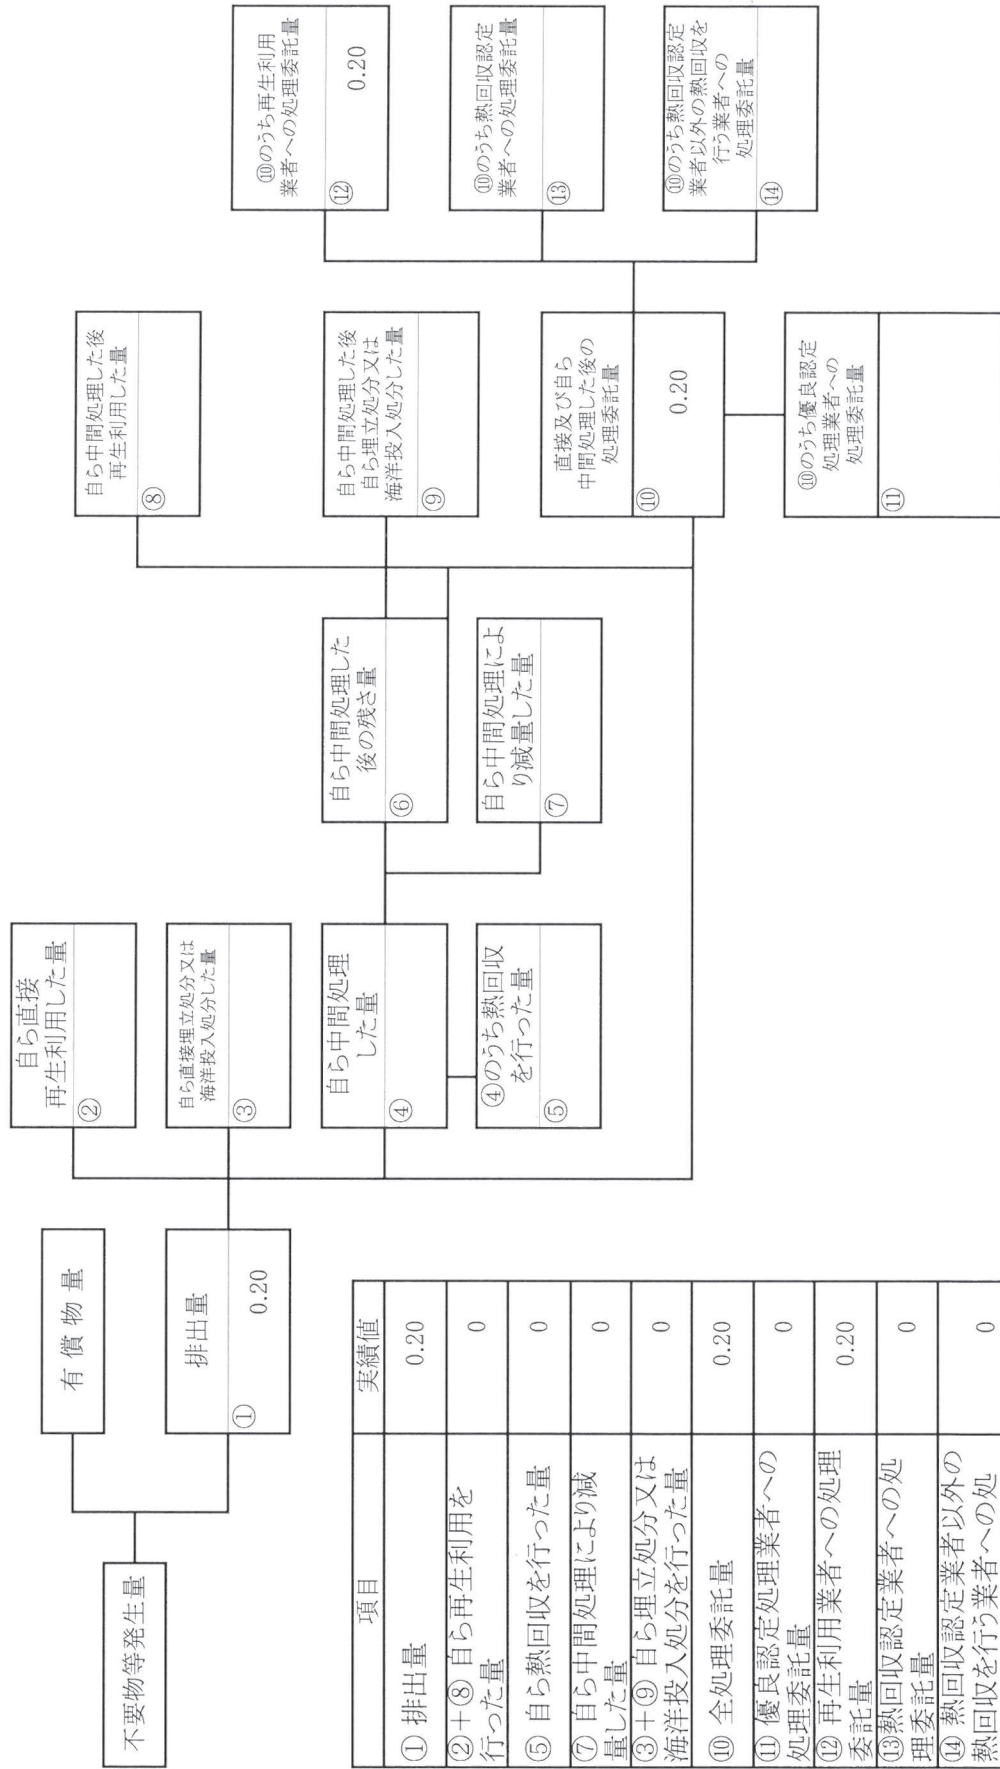 不要物等発生量
有償物量
排出量
①
0.20
自ら直接
再生利用した量
②
自ら直接埋立処分又は
海洋投入処分した量
③
自ら中間処理
した量
④
④のうち熱回収
を行った量
⑤
自ら中間処理した
後の残さ量
⑥
自ら中間処理によ
り減量した量
⑦
自ら中間処理した後
再生利用した量
⑧
自ら中間処理した後
自ら埋立処分又は
海洋投入処分した量
⑨
直接及び自ら
中間処理した後の
処理委託量
⑩
0.20
⑩のうち優良認定
処理業者への
処理委託量
⑪
⑩のうち再生利用
業者への処理委託量
⑫
0.20
⑩のうち熱回収認定
業者への処理委託量
⑬
⑩のうち熱回収認定
業者以外の熱回収を
行う業者への
処理委託量
⑭
項目 実績値
①排出量 0.20
②+⑧自ら再生利用を
行った量 0
⑤ 自ら熱回収を行った量 0
⑦ 自ら中間処理により減
量した量 0
③+⑨ 自ら埋立処分又は
海洋投入処分を行った量 0
⑩ 全処理委託量 0.20
⑪ 優良認定処理業者への
処理委託量 0
⑫ 再生利用業者への処理
委託量 0.20
⑬熱回収認定業者への処
理委託量 0
⑭ 熱回収認定業者以外の
熱回収を行う業者への処 0